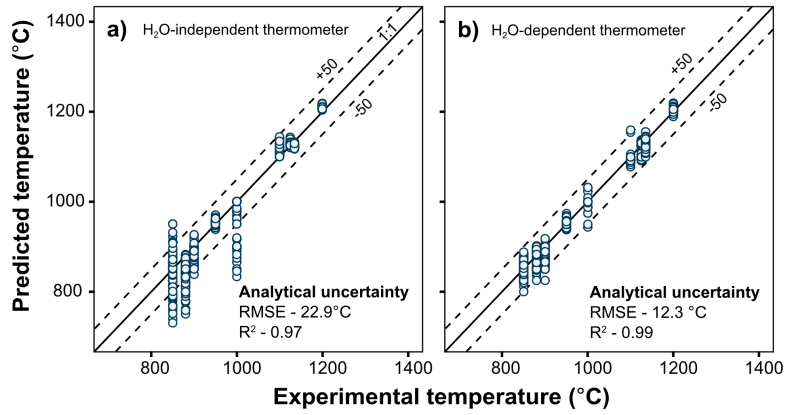 a) H₂O-independent thermometer
b) H₂O-dependent thermometer
1400
1200
1000
800
Predicted temperature (°C)
+50
1:1
-50
+50
-50
Analytical uncertainty
RMSE - 22.9°C
R² - 0.97
Analytical uncertainty
RMSE - 12.3 °C
R² - 0.99
800 1000 1200 1400
800 1000 1200 1400
Experimental temperature (°C)